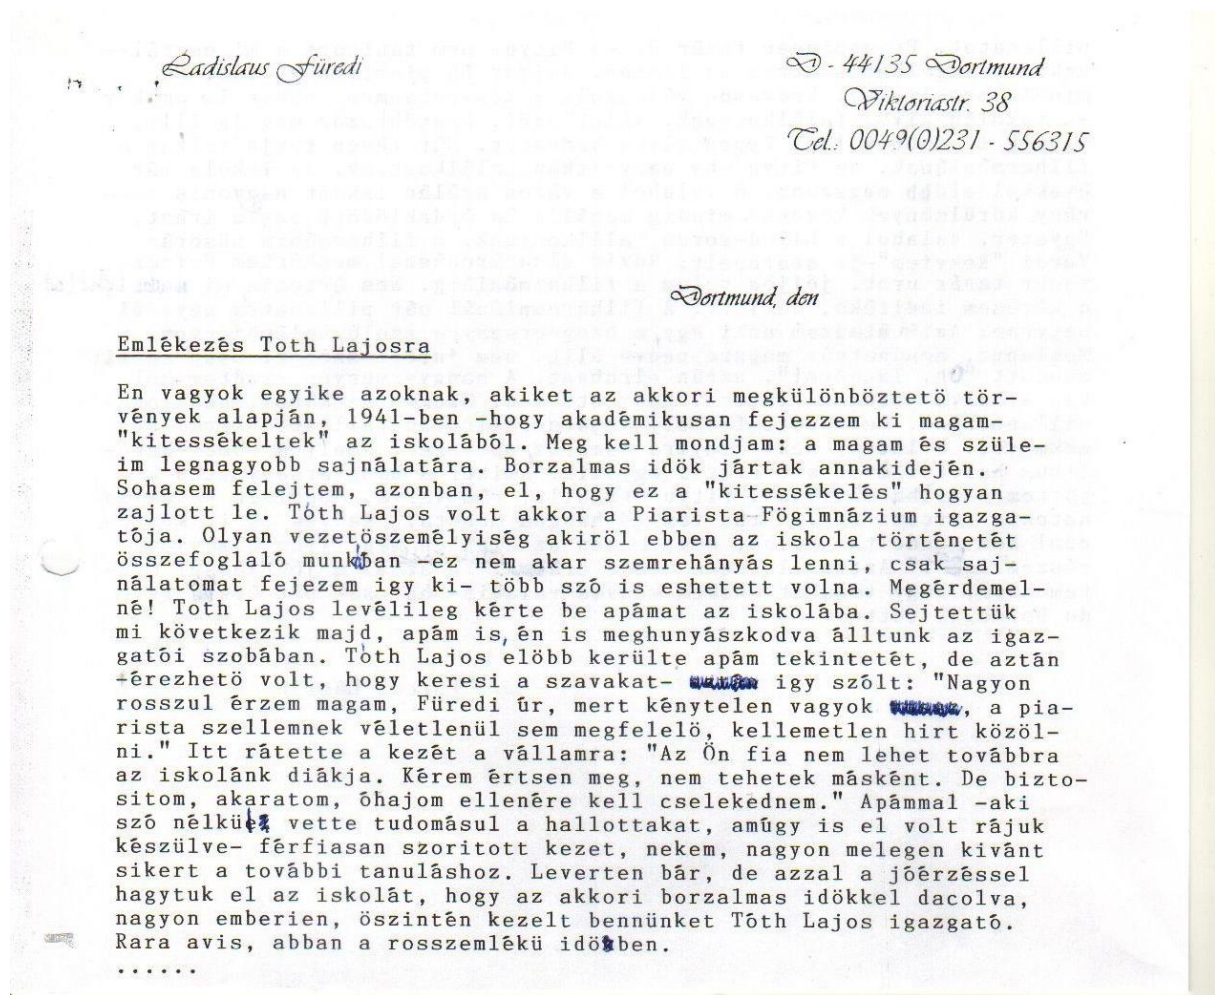 Ladislaus Füredi
D - 44135 Dortmund
Viktoriastr. 38
Tel.: 0049(0)231 - 556315
Dortmund, den
Emlékezés Toth Lajosra
En vagyok egyike azoknak, akiket az akkori megkülönböztetö tör-
vények alapján, 1941-ben -hogy akadémikusan fejezzem ki magam-
"kitessékeltek" az iskolából. Meg kell mondjam: a magam és szüle-
im legnagyobb sajnálatára. Borzalmas idök jártak annakidején.
Sohasem felejtem, azonban, el, hogy ez a "kitessékelés" hogyan
zajlott le. Tóth Lajos volt akkor a Piarista-Fögimnázium igazga-
tója. Olyan vezetöszemélyiség akiröl ebben az iskola történetét
összefoglaló munkában -ez nem akar szemrehányás lenni, csak saj-
nálatomat fejezem igy ki- több szó is eshetett volna. Megérdemel-
né! Toth Lajos levélileg kérte be apámat az iskolába. Sejtettük
mi következik majd, apám is, én is meghunyászkodva álltunk az igaz-
gatói szobában. Tóth Lajos elöbb kerülte apám tekintetét, de aztán
-érezhetö volt, hogy keresi a szavakat- igy szólt: "Nagyon
rosszul érzem magam, Füredi úr, mert kénytelen vagyok , a pia-
rista szellemnek véletlenül sem megfelelö, kellemetlen hirt közöl-
ni." Itt rátette a kezét a vállamra: "Az Ön fia nem lehet továbbra
az iskolánk diákja. Kérem értsen meg, nem tehetek másként. De bizto-
sitom, akaratom, óhajom ellenére kell cselekednem." Apámmal -aki
szó nélkül vette tudomásul a hallottakat, amúgy is el volt rájuk
készülve- férfiasan szoritott kezet, nekem, nagyon melegen kivánt
sikert a további tanuláshoz. Leverten bár, de azzal a jóérzéssel
hagytuk el az iskolát, hogy az akkori borzalmas idökkel dacolva,
nagyon emberien, öszintén kezelt bennünket Tóth Lajos igazgató.
Rara avis, abban a rosszemlékü idökben.
......